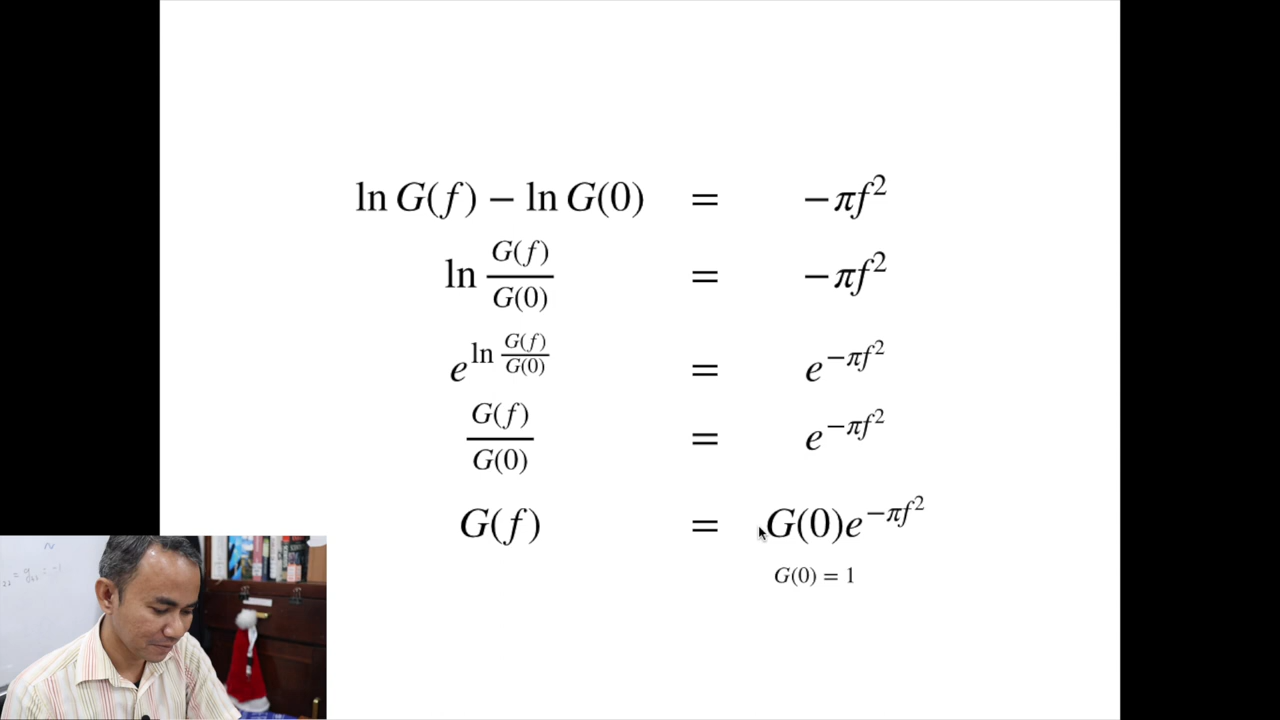 ln G(f) − ln G(0) = −πf²
ln G(f)/G(0) = −πf²
e^(ln G(f)/G(0)) = e^(−πf²)
G(f)/G(0) = e^(−πf²)
G(f) = G(0)e^(−πf²)
G(0) = 1